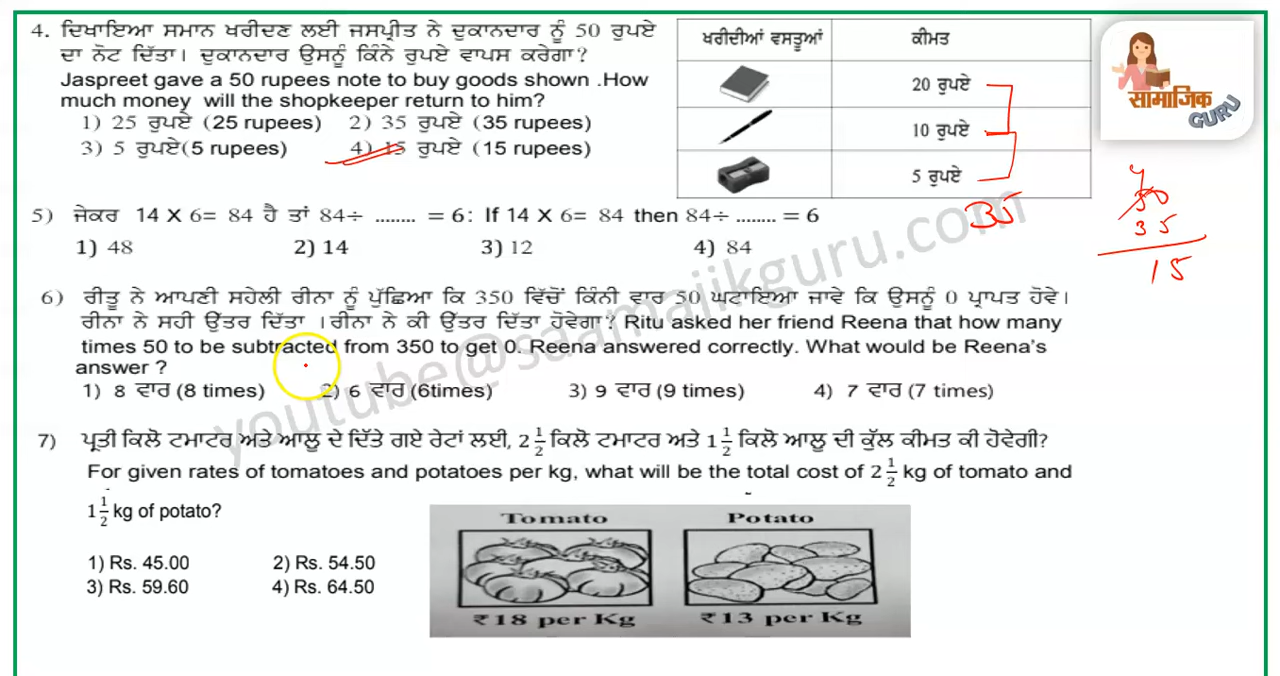 4. ਦਿਖਾਇਆ ਸਮਾਨ ਖਰੀਦਣ ਲਈ ਜਸਪ੍ਰੀਤ ਨੇ ਦੁਕਾਨਦਾਰ ਨੂੰ 50 ਰੁਪਏ
ਦਾ ਨੋਟ ਦਿੱਤਾ। ਦੁਕਾਨਦਾਰ ਉਸਨੂੰ ਕਿੰਨੇ ਰੁਪਏ ਵਾਪਸ ਕਰੇਗਾ?
Jaspreet gave a 50 rupees note to buy goods shown .How
much money will the shopkeeper return to him?
1) 25 ਰੁਪਏ (25 rupees) 2) 35 ਰੁਪਏ (35 rupees)
3) 5 ਰੁਪਏ(5 rupees) 4) 15 ਰੁਪਏ (15 rupees)
ਖਰੀਦੀਆਂ ਵਸਤੂਆਂ ਕੀਮਤ
20 ਰੁਪਏ
10 ਰੁਪਏ
5 ਰੁਪਏ
35
सामाजिक
GURU
4
50
35
15
5) ਜੇਕਰ 14 X 6= 84 ਹੈ ਤਾਂ 84÷ ........ = 6: If 14 X 6= 84 then 84÷ ........ = 6
1) 48 2) 14 3) 12 4) 84
6) ਰੀਤੂ ਨੇ ਆਪਣੀ ਸਹੇਲੀ ਰੀਨਾ ਨੂੰ ਪੁੱਛਿਆ ਕਿ 350 ਵਿੱਚੋਂ ਕਿੰਨੀ ਵਾਰ 50 ਘਟਾਇਆ ਜਾਵੇ ਕਿ ਉਸਨੂੰ 0 ਪ੍ਰਾਪਤ ਹੋਵੇ।
ਰੀਨਾ ਨੇ ਸਹੀ ਉੱਤਰ ਦਿੱਤਾ । ਰੀਨਾ ਨੇ ਕੀ ਉੱਤਰ ਦਿੱਤਾ ਹੋਵੇਗਾ? Ritu asked her friend Reena that how many
times 50 to be subtracted from 350 to get 0. Reena answered correctly. What would be Reena's
answer ?
1) 8 ਵਾਰ (8 times) 2) 6 ਵਾਰ (6times) 3) 9 ਵਾਰ (9 times) 4) 7 ਵਾਰ (7 times)
7) ਪ੍ਰਤੀ ਕਿਲੋ ਟਮਾਟਰ ਅਤੇ ਆਲੂ ਦੇ ਦਿੱਤੇ ਗਏ ਰੇਟਾਂ ਲਈ, 2 1/2 ਕਿਲੋ ਟਮਾਟਰ ਅਤੇ 1 1/2 ਕਿਲੋ ਆਲੂ ਦੀ ਕੁੱਲ ਕੀਮਤ ਕੀ ਹੋਵੇਗੀ?
For given rates of tomatoes and potatoes per kg, what will be the total cost of 2 1/2 kg of tomato and
1 1/2 kg of potato?
1) Rs. 45.00 2) Rs. 54.50
3) Rs. 59.60 4) Rs. 64.50
Tomato Potato
₹18 per Kg ₹13 per Kg
youtube@saamajikguru.com